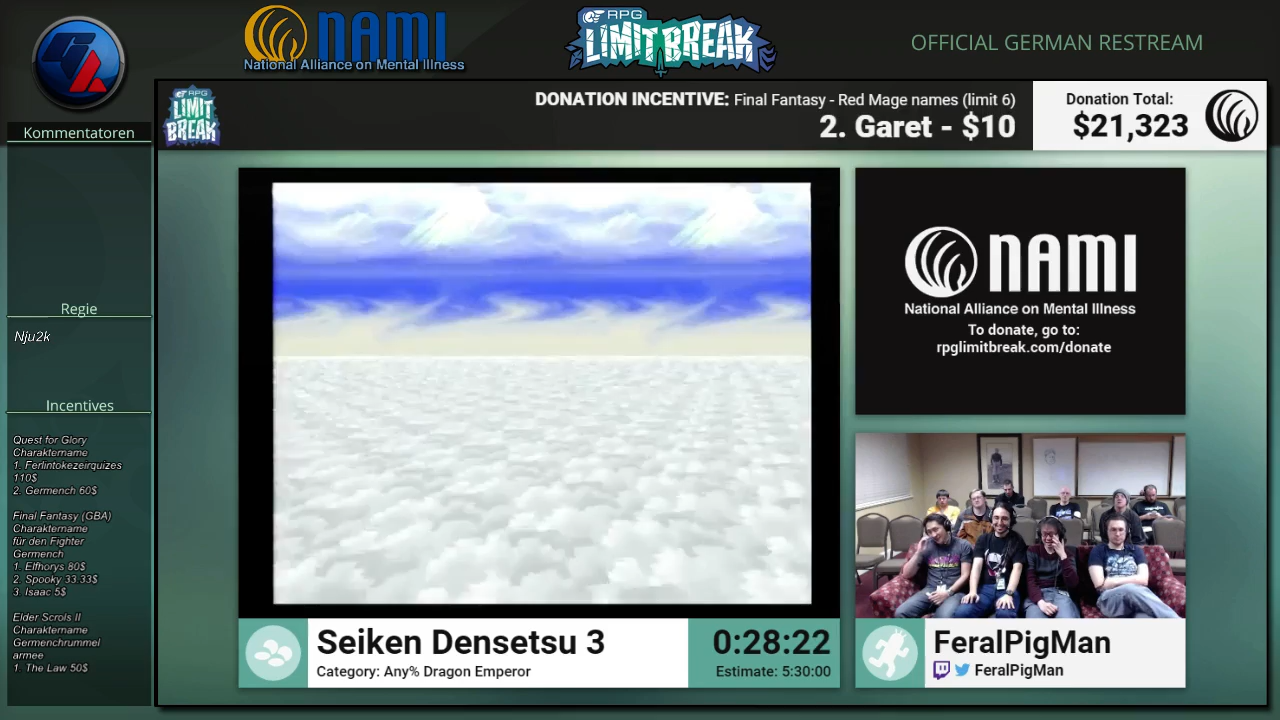 NAMI
National Alliance on Mental Illness
RPG
LIMIT BREAK
OFFICIAL GERMAN RESTREAM
RPG
LIMIT
BREAK
DONATION INCENTIVE: Final Fantasy - Red Mage names (limit 6)
2. Garet - $10
Donation Total:
$21,323
Kommentatoren
Regie
Nju2k
Incentives
Quest for Glory
Charaktername
1. Ferlintokezeirquizes
110$
2. Germench 60$
Final Fantasy (GBA)
Charaktername
für den Fighter
Germench
1. Elfhorys 80$
2. Spooky 33.33$
3. Isaac 5$
Elder Scrols II
Charaktername
Germenchrummel
armee
1. The Law 50$
NAMI
National Alliance on Mental Illness
To donate, go to:
rpglimitbreak.com/donate
Seiken Densetsu 3
Category: Any% Dragon Emperor
0:28:22
Estimate: 5:30:00
FeralPigMan
FeralPigMan